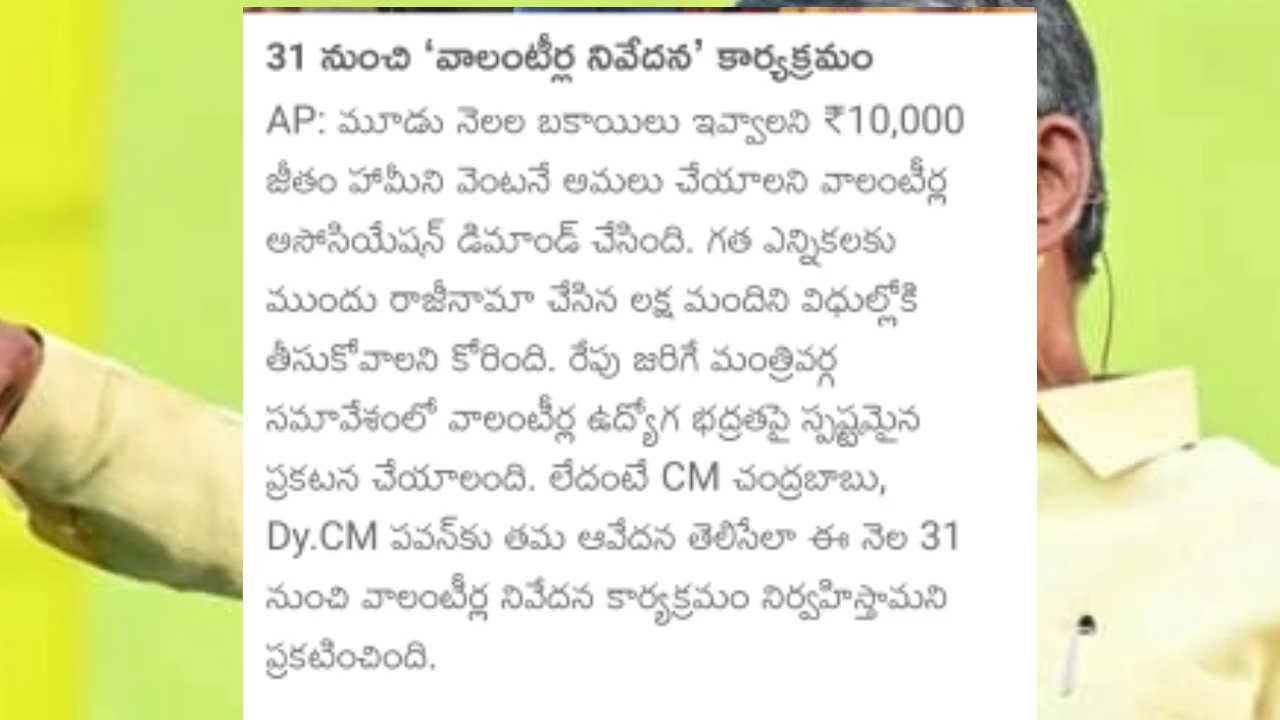 31 నుంచి ‘వాలంటీర్ల నివేదన’ కార్యక్రమం
AP: మూడు నెలల బకాయిలు ఇవ్వాలని ₹10,000
జీతం హామీని వెంటనే అమలు చేయాలని వాలంటీర్ల
అసోసియేషన్ డిమాండ్ చేసింది. గత ఎన్నికలకు
ముందు రాజీనామా చేసిన లక్ష మందిని విధుల్లోకి
తీసుకోవాలని కోరింది. రేపు జరిగే మంత్రివర్గ
సమావేశంలో వాలంటీర్ల ఉద్యోగ భద్రతపై స్పష్టమైన
ప్రకటన చేయాలంది. లేదంటే CM చంద్రబాబు,
Dy.CM పవన్‌కు తమ ఆవేదన తెలిసేలా ఈ నెల 31
నుంచి వాలంటీర్ల నివేదన కార్యక్రమం నిర్వహిస్తామని
ప్రకటించింది.